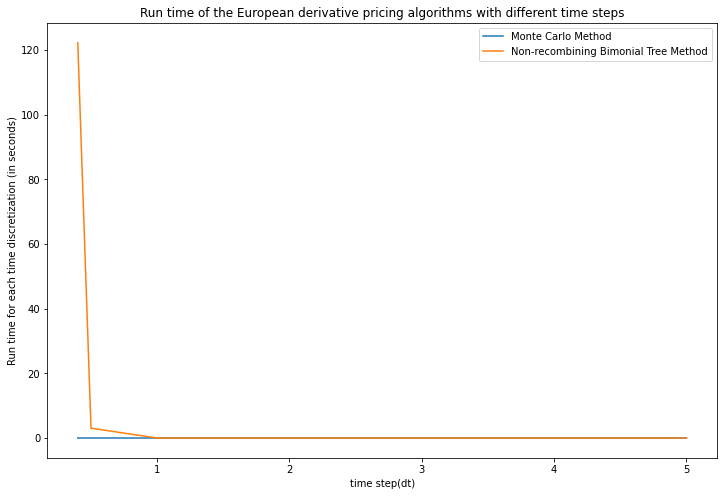 Run time of the European derivative pricing algorithms with different time steps
Monte Carlo Method
Non-recombining Bimonial Tree Method
Run time for each time discretization (in seconds)
120
100
80
60
40
20
0
1
2
3
4
5
time step(dt)